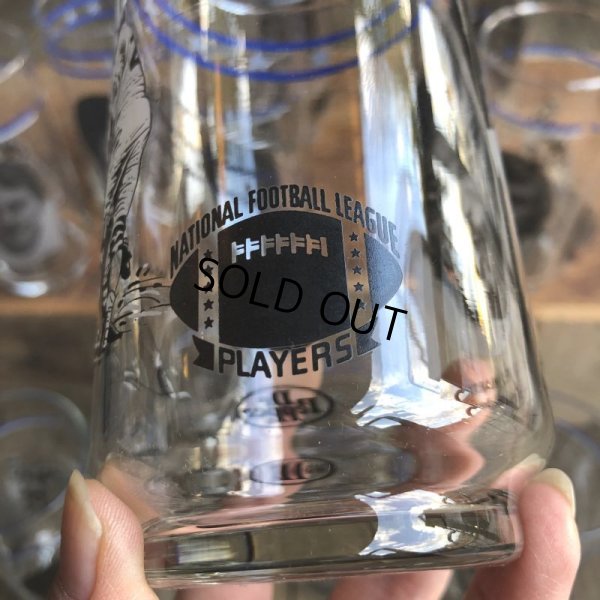 NATIONAL FOOTBALL LEAGUE
SOLD OUT
PLAYERS